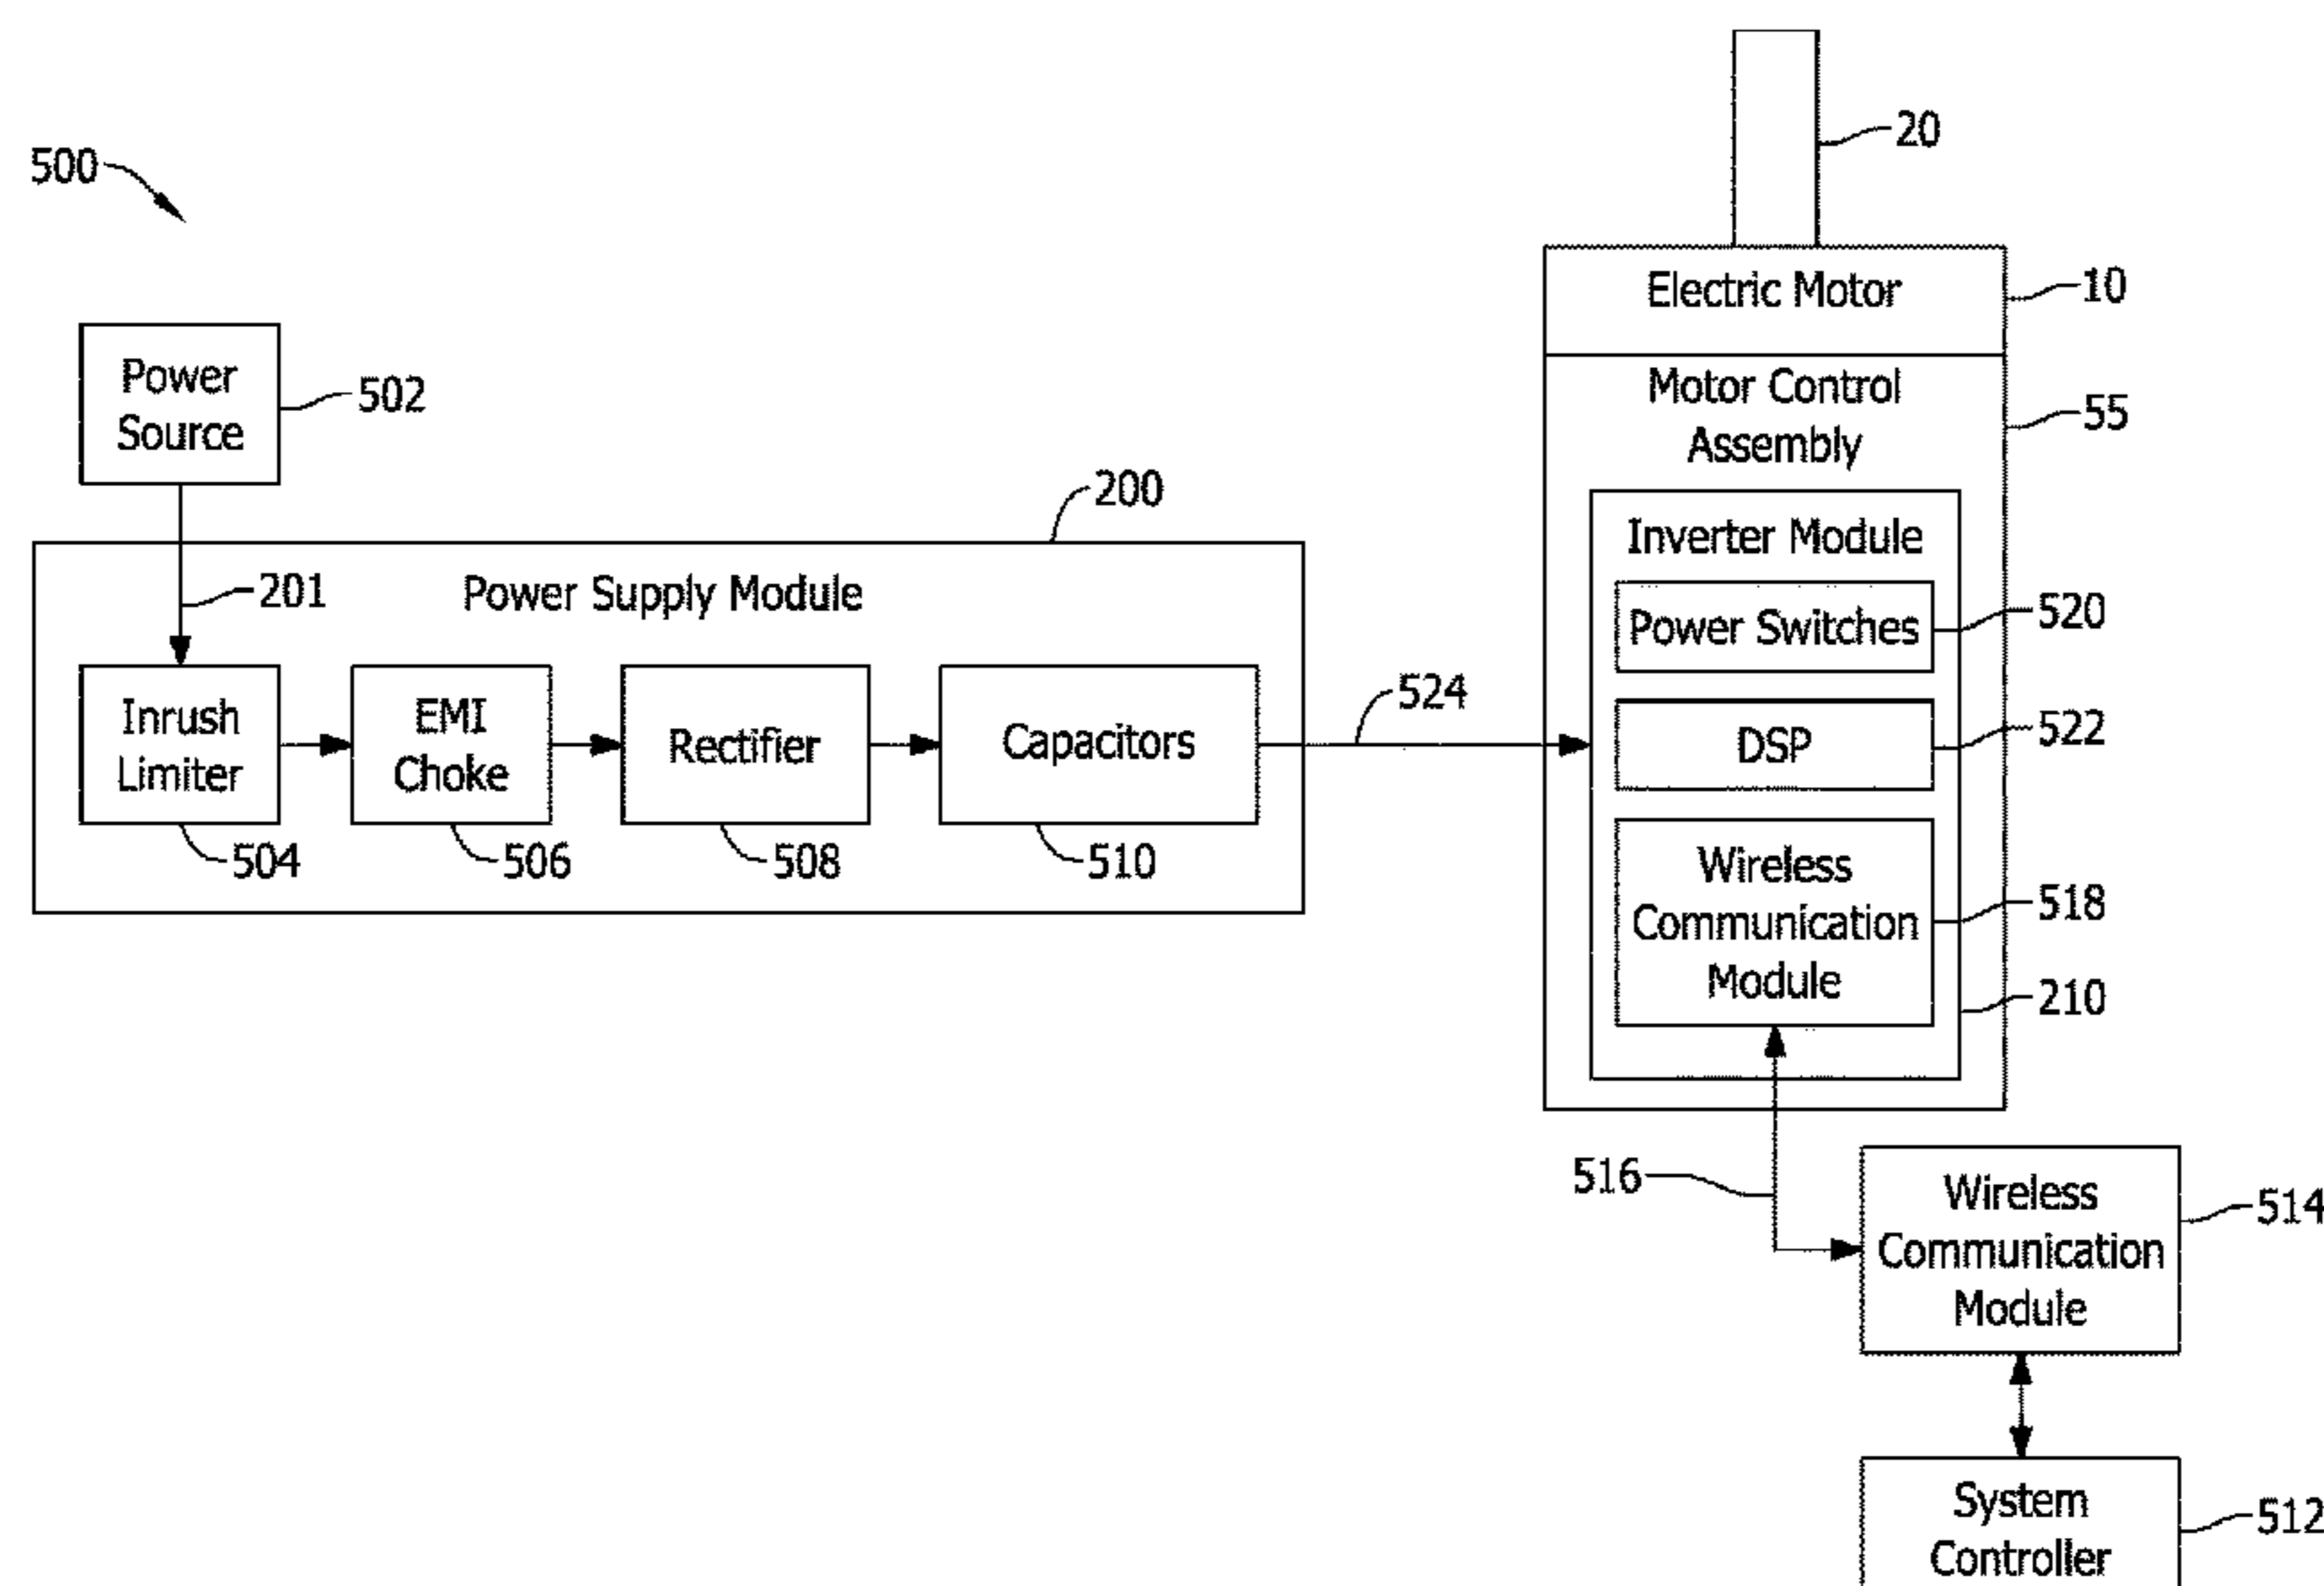 20
500
Electric Motor
10
Power
Source
502
Motor Control
Assembly
55
200
Inverter Module
Power Supply Module
201
Power Switches
520
524
Inrush
Limiter
EMI
Choke
Rectifier
Capacitors
DSP
522
504
506
508
510
Wireless
Communication
Module
518
210
516
Wireless
Communication
Module
514
System
Controller
512